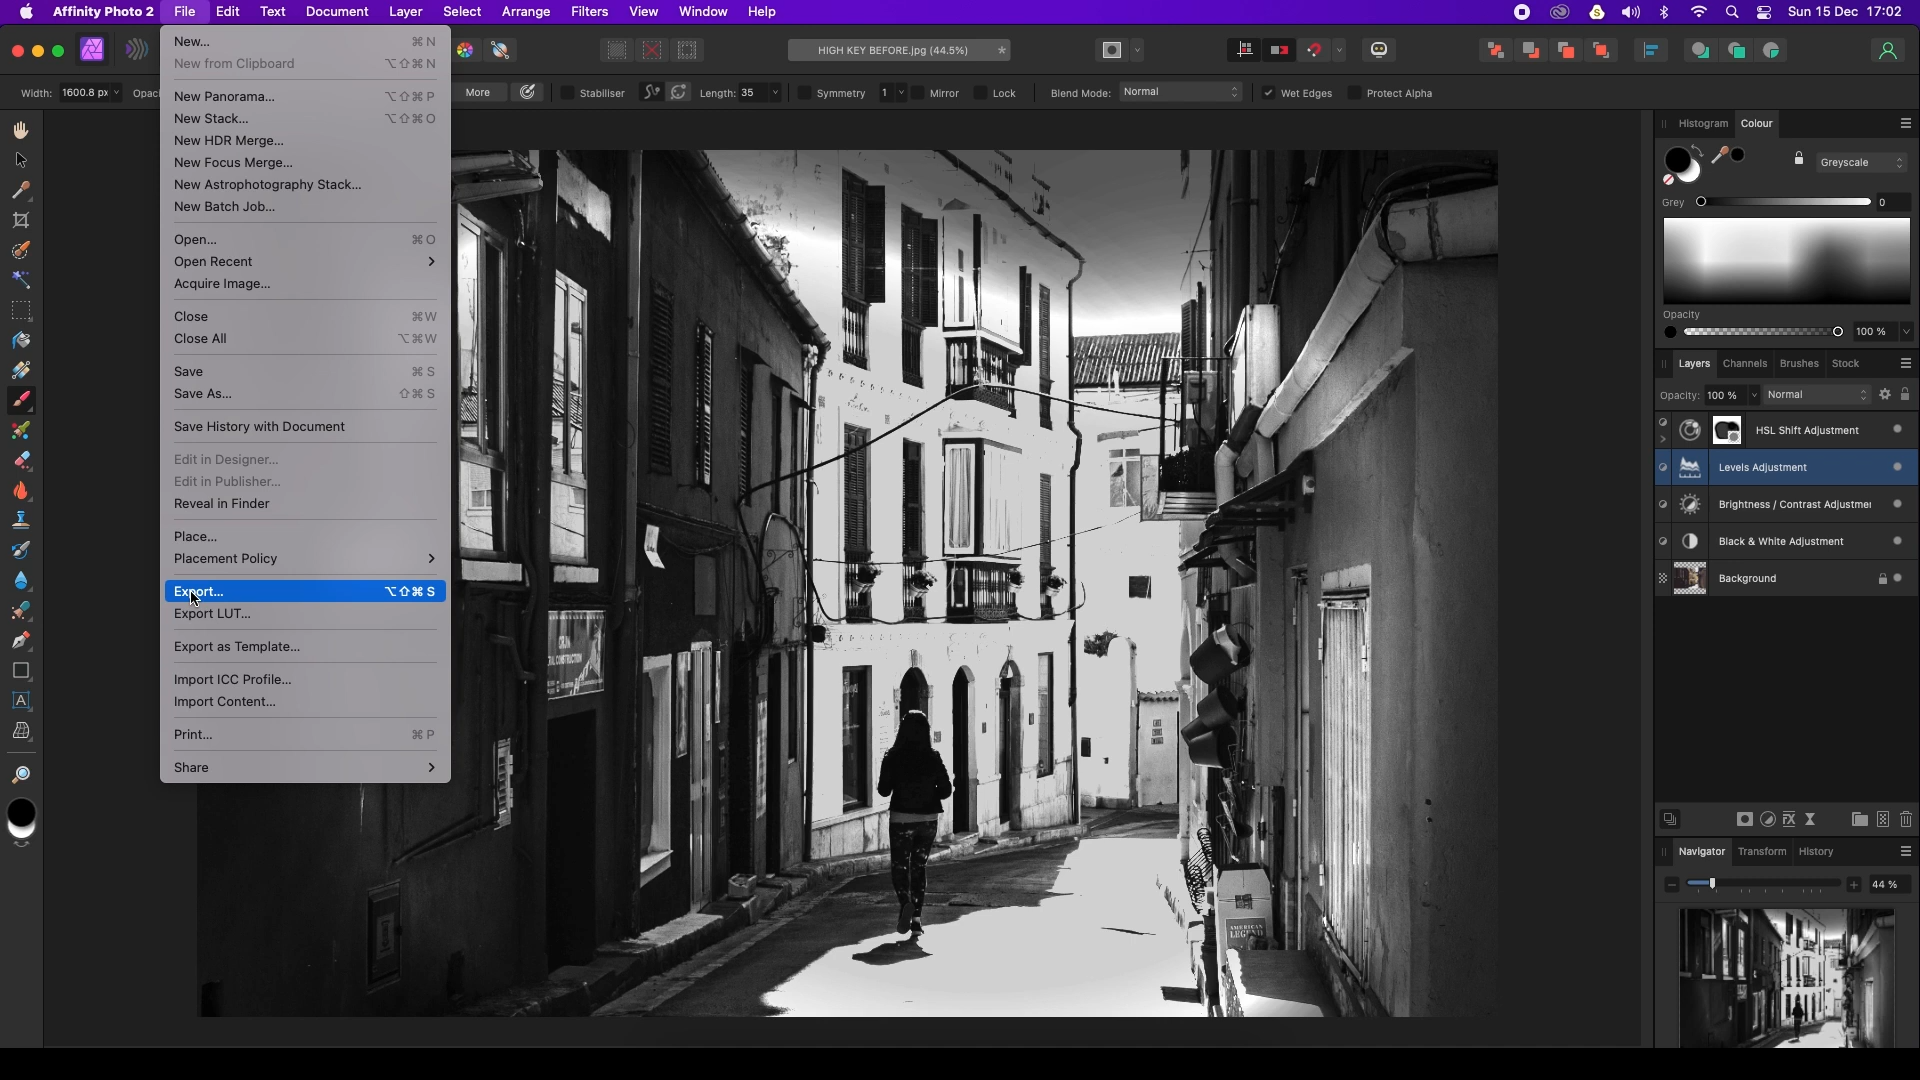 Affinity Photo 2 File Edit Text Document Layer Select Arrange Filters View Window Help Sun 15 Dec 17:02
HIGH KEY BEFORE.jpg (44.5%) *
Width: 1600.8 px Opaci More Stabiliser Length: 35 Symmetry 1 Mirror Lock Blend Mode: Normal Wet Edges Protect Alpha
New... ⌘ N
New from Clipboard ⌥⇧⌘ N
New Panorama... ⌥⇧⌘ P
New Stack... ⌥⇧⌘ O
New HDR Merge...
New Focus Merge...
New Astrophotography Stack...
New Batch Job...
Open... ⌘ O
Open Recent
Acquire Image...
Close ⌘ W
Close All ⌥⌘ W
Save ⌘ S
Save As... ⇧⌘ S
Save History with Document
Edit in Designer...
Edit in Publisher...
Reveal in Finder
Place...
Placement Policy
Export... ⌥⇧⌘ S
Export LUT...
Export as Template...
Import ICC Profile...
Import Content...
Print... ⌘ P
Share
AMERICAN
LEGEND
Histogram Colour
Greyscale
Grey 0
Opacity
100 %
Layers Channels Brushes Stock
Opacity: 100 % Normal
HSL Shift Adjustment
Levels Adjustment
Brightness / Contrast Adjustmer
Black & White Adjustment
Background
Navigator Transform History
44 %